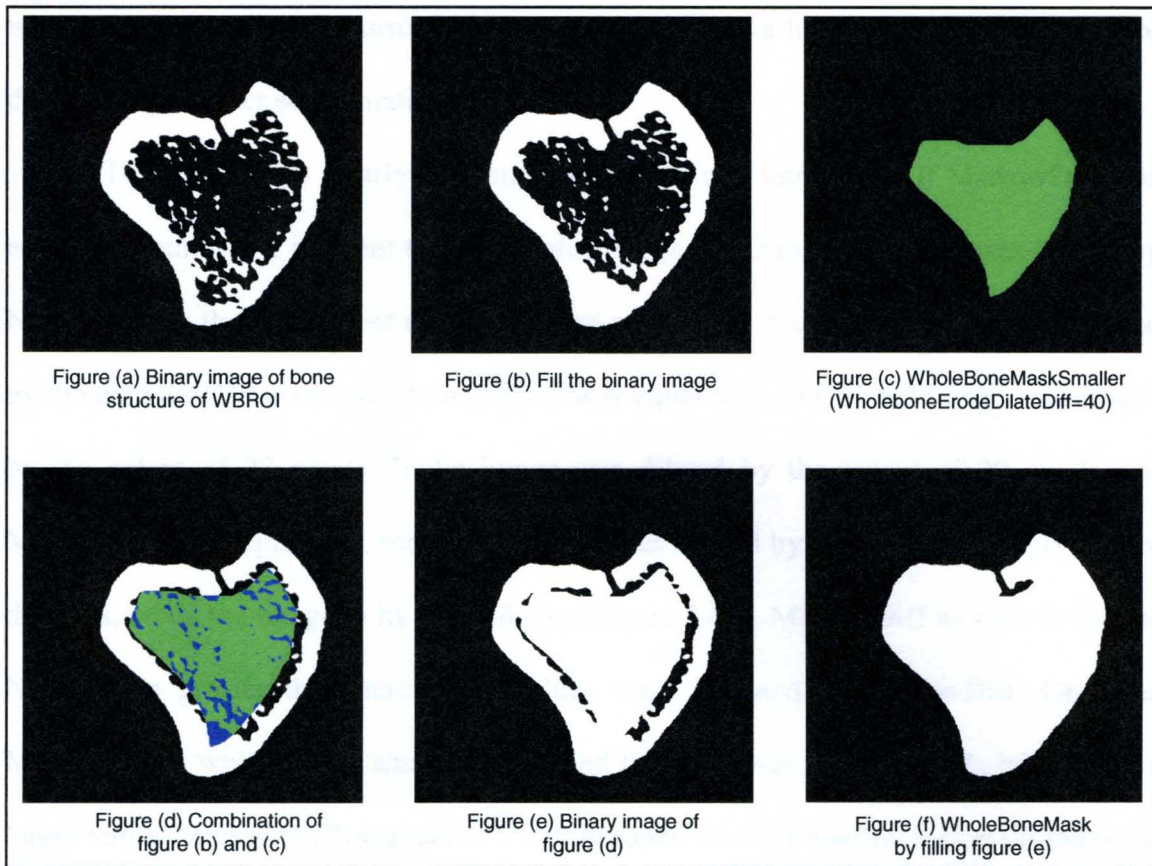 Figure (a) Binary image of bone
structure of WBROI
Figure (b) Fill the binary image
Figure (c) WholeBoneMaskSmaller
(WholeboneErodeDilateDiff=40)
Figure (d) Combination of
figure (b) and (c)
Figure (e) Binary image of
figure (d)
Figure (f) WholeBoneMask
by filling figure (e)